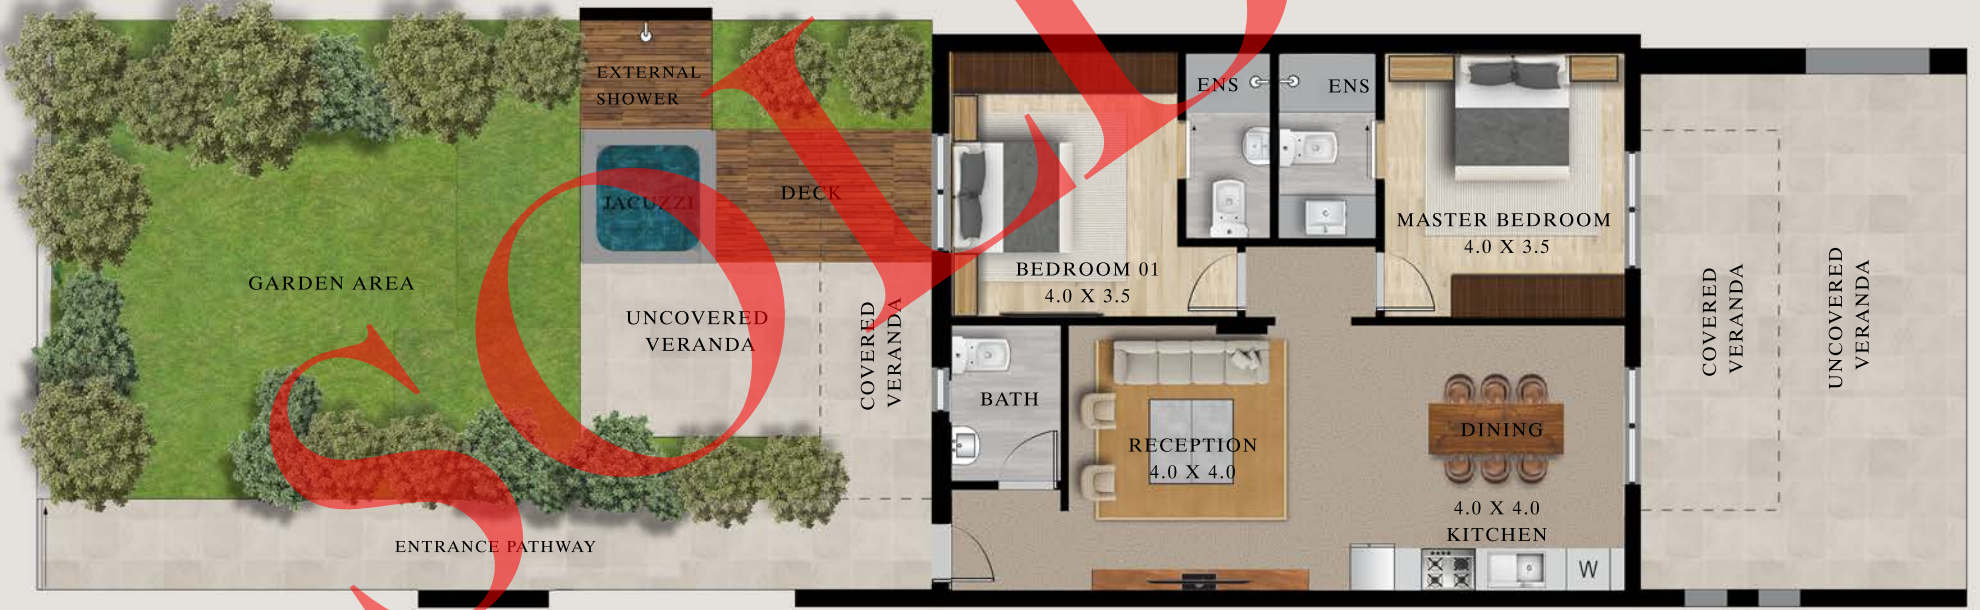 EXTERNAL
SHOWER
JACUZZI
DECK
GARDEN AREA
UNCOVERED
VERANDA
COVERED
VERANDA
ENTRANCE PATHWAY
BEDROOM 01
4.0 X 3.5
ENS
ENS
MASTER BEDROOM
4.0 X 3.5
BATH
RECEPTION
4.0 X 4.0
DINING
4.0 X 4.0
KITCHEN
W
COVERED
VERANDA
UNCOVERED
VERANDA
SOLD